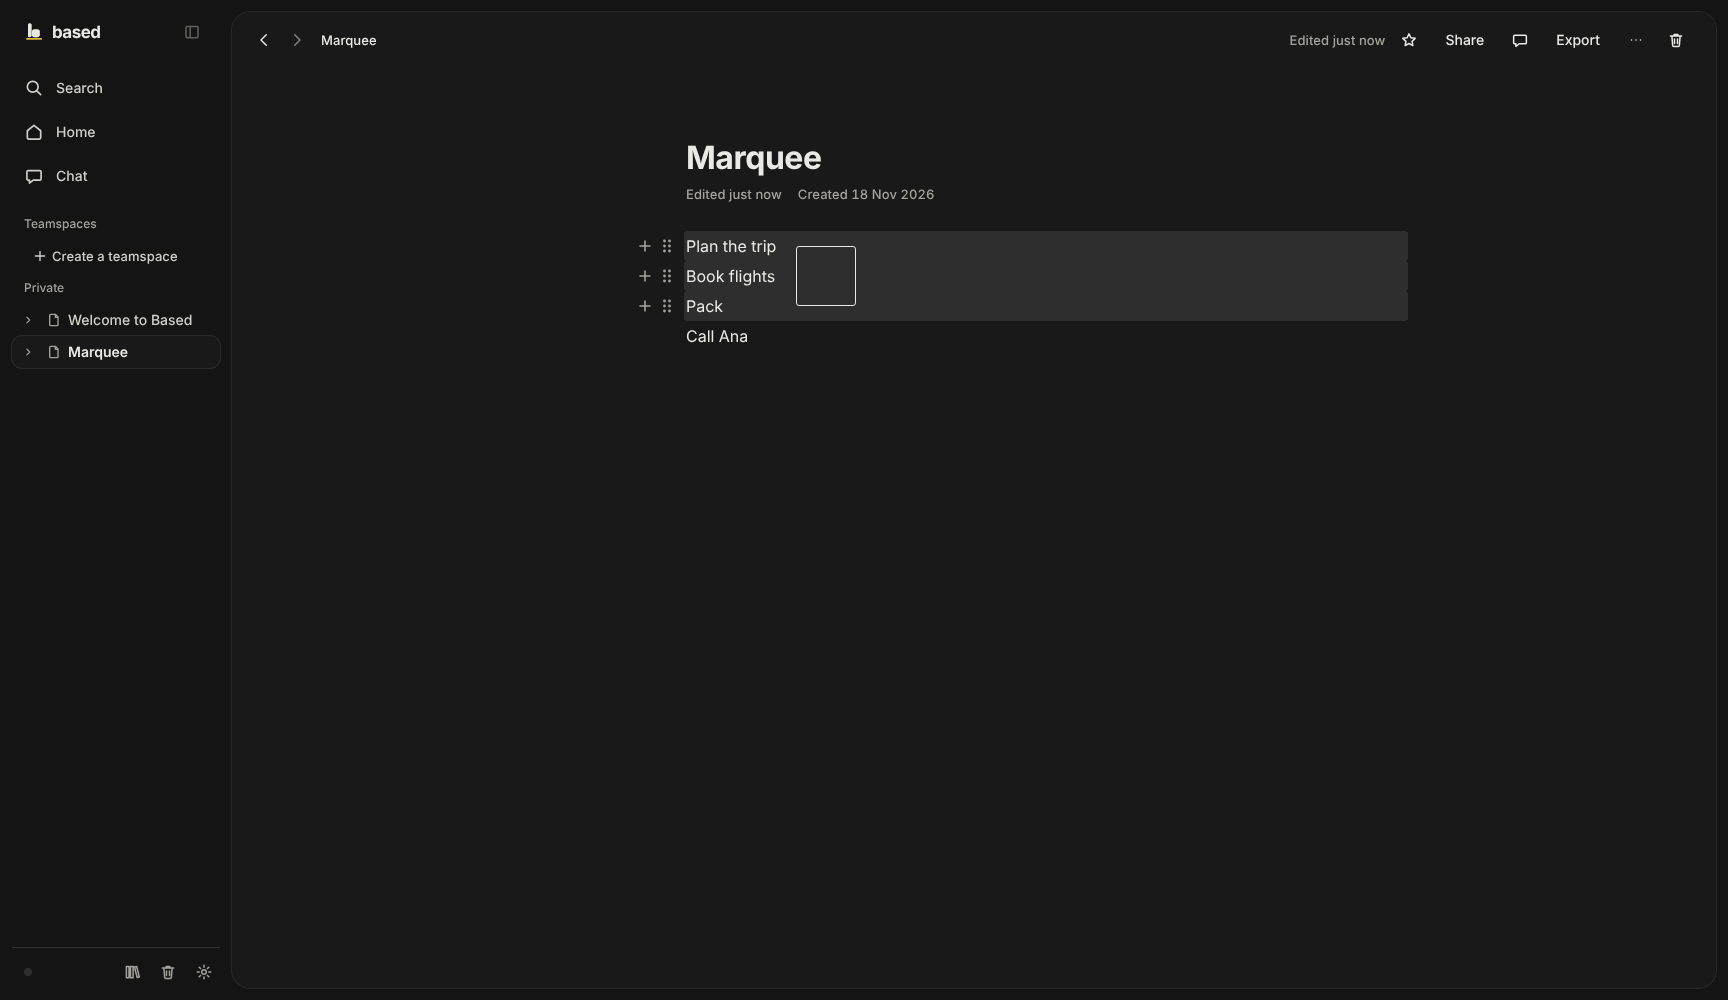 based
Search
Home
Chat
Teamspaces
Create a teamspace
Private
Welcome to Based
Marquee
Marquee
Edited just now
Share
Export
Marquee
Edited just now Created 18 Nov 2026
Plan the trip
Book flights
Pack
Call Ana